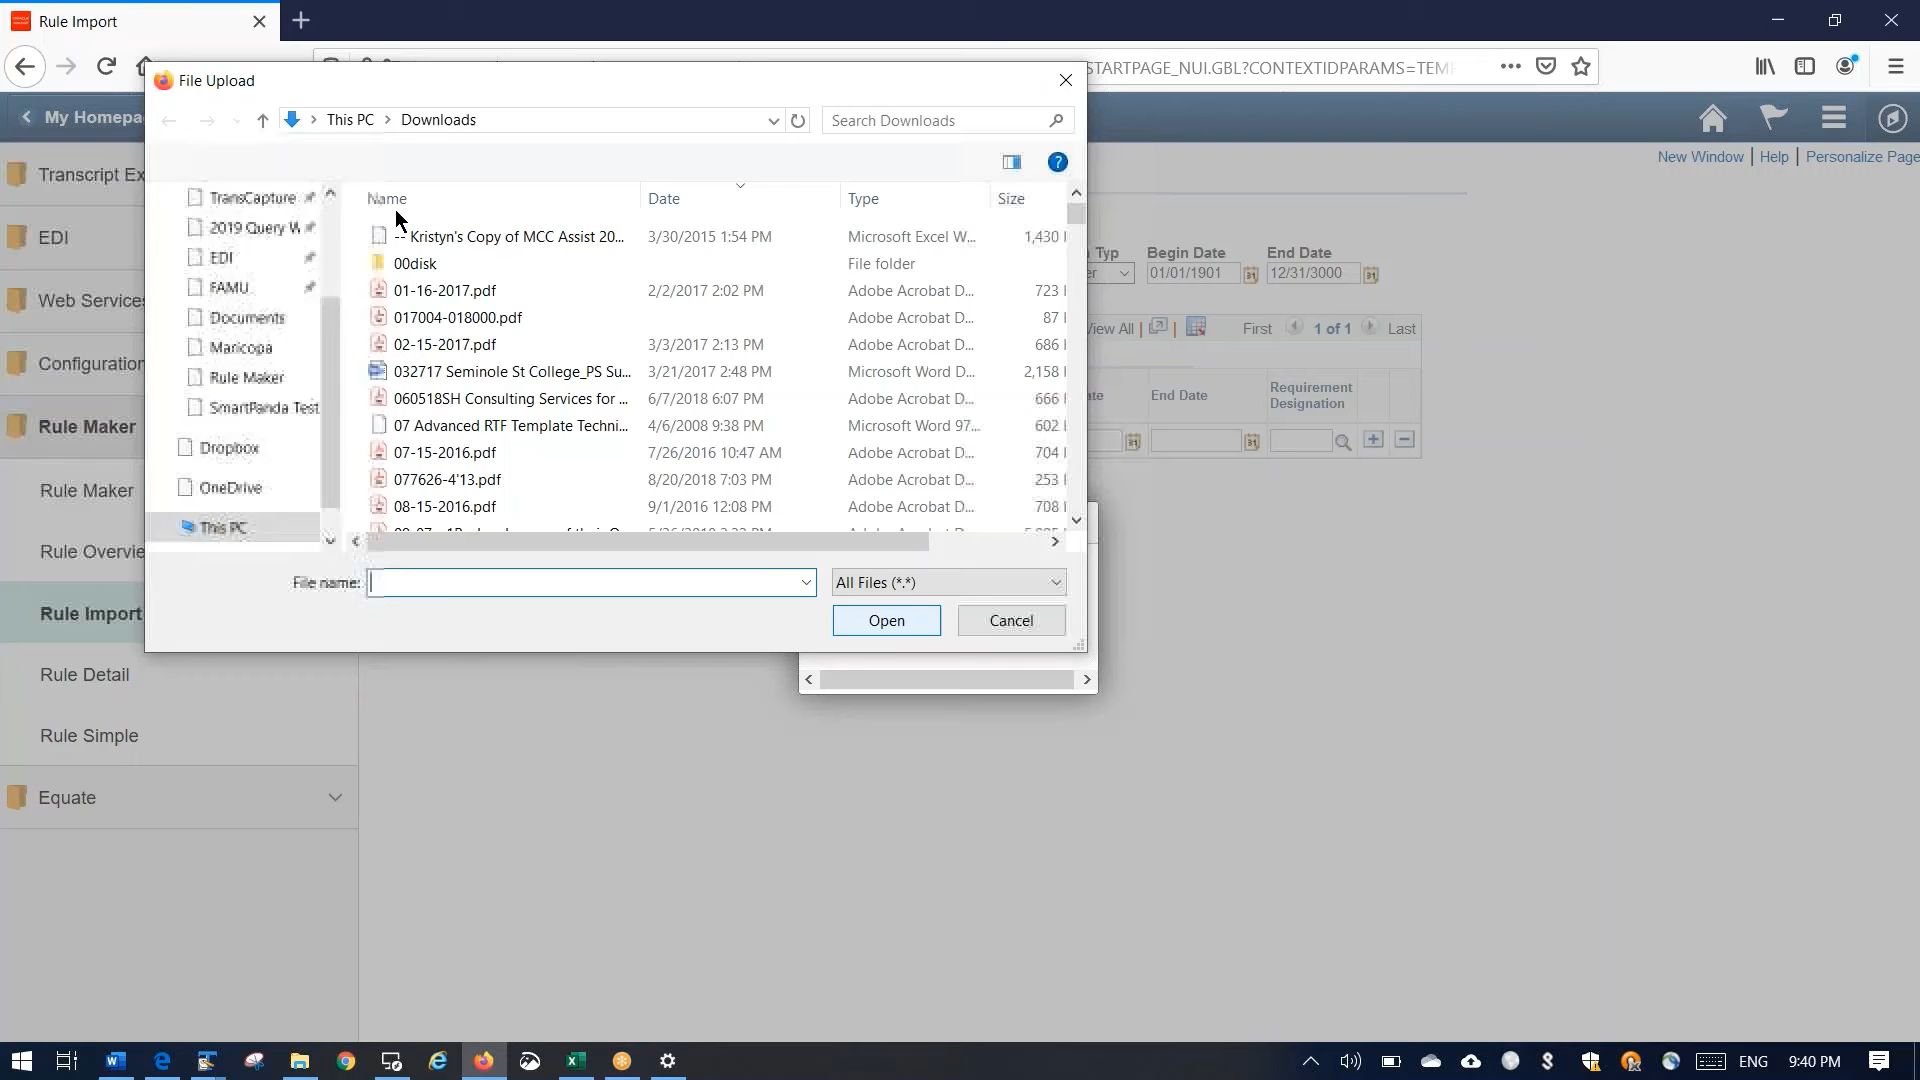 Rule Import
STARTPAGE_NUI.GBL?CONTEXTIDPARAMS=TEM
File Upload
My Homepa
This PC > Downloads
Search Downloads
New Window | Help | Personalize Page
Transcript Ex
EDI
Web Services
Configuration
Rule Maker
Rule Maker
Rule Overvie
Rule Import
Rule Detail
Rule Simple
Equate
TransCapture
2019 Query W
EDI
FAMU
Documents
Maricopa
Rule Maker
SmartPanda Test
Dropbox
OneDrive
This PC
Name Date Type Size
-- Kristyn's Copy of MCC Assist 20... 3/30/2015 1:54 PM Microsoft Excel W... 1,430
00disk File folder
01-16-2017.pdf 2/2/2017 2:02 PM Adobe Acrobat D... 723
017004-018000.pdf Adobe Acrobat D... 87
02-15-2017.pdf 3/3/2017 2:13 PM Adobe Acrobat D... 686
032717 Seminole St College_PS Su... 3/21/2017 2:48 PM Microsoft Word D... 2,158
060518SH Consulting Services for ... 6/7/2018 6:07 PM Adobe Acrobat D... 666
07 Advanced RTF Template Techni... 4/6/2008 9:38 PM Microsoft Word 97... 602
07-15-2016.pdf 7/26/2016 10:47 AM Adobe Acrobat D... 704
077626-4'13.pdf 8/20/2018 7:03 PM Adobe Acrobat D... 253
08-15-2016.pdf 9/1/2016 12:08 PM Adobe Acrobat D... 708
File name:
All Files (*.*)
Open Cancel
Typ Begin Date End Date
er 01/01/1901 12/31/3000
View All | | First 1 of 1 Last
ate End Date Requirement
Designation
ENG 9:40 PM